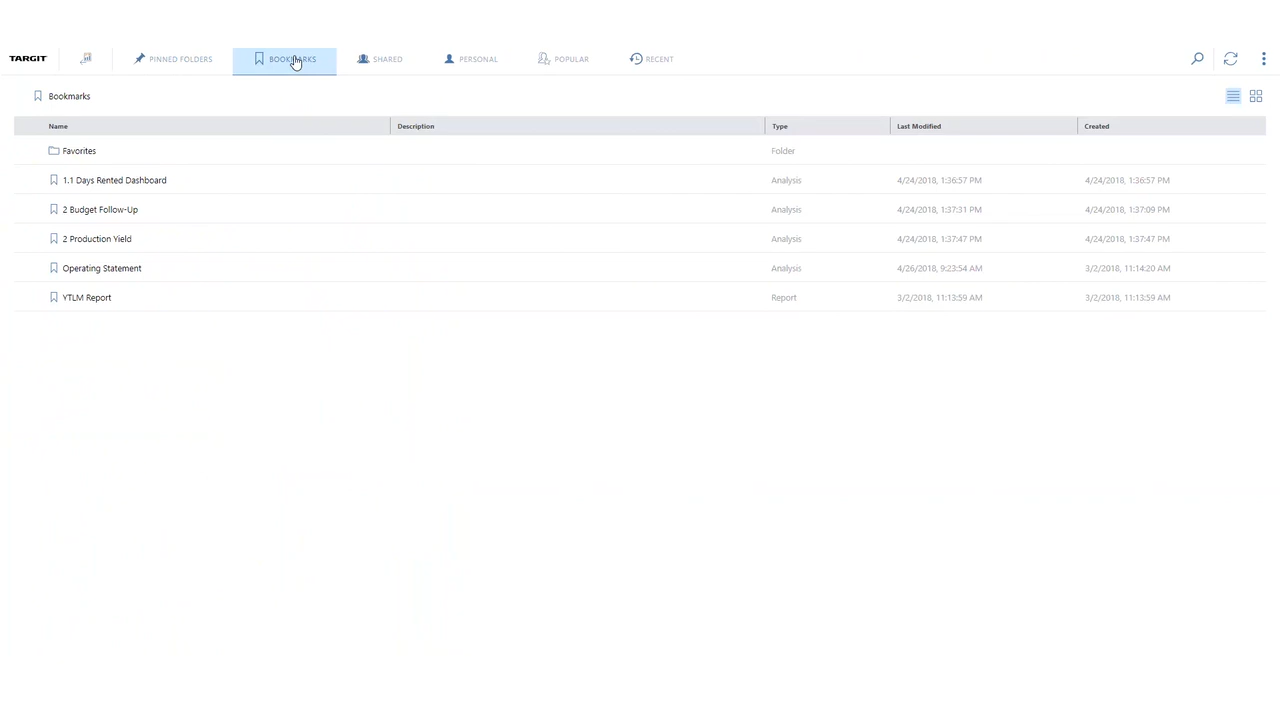 TARGIT PINNED FOLDERS BOOKMARKS SHARED PERSONAL POPULAR RECENT
Bookmarks
Name Description Type Last Modified Created
Favorites Folder
1.1 Days Rented Dashboard Analysis 4/24/2018, 1:36:57 PM 4/24/2018, 1:36:57 PM
2 Budget Follow-Up Analysis 4/24/2018, 1:37:31 PM 4/24/2018, 1:37:09 PM
2 Production Yield Analysis 4/24/2018, 1:37:47 PM 4/24/2018, 1:37:47 PM
Operating Statement Analysis 4/26/2018, 9:23:54 AM 3/2/2018, 11:14:20 AM
YTLM Report Report 3/2/2018, 11:13:59 AM 3/2/2018, 11:13:59 AM